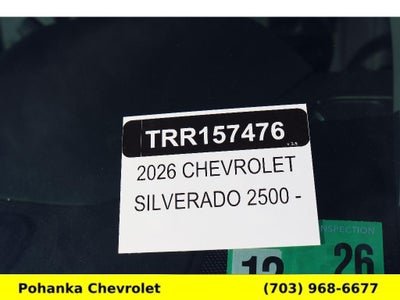 TRR157476
2026 CHEVROLET
SILVERADO 2500 -
INSPECTION
12 26
Pohanka Chevrolet (703) 968-6677